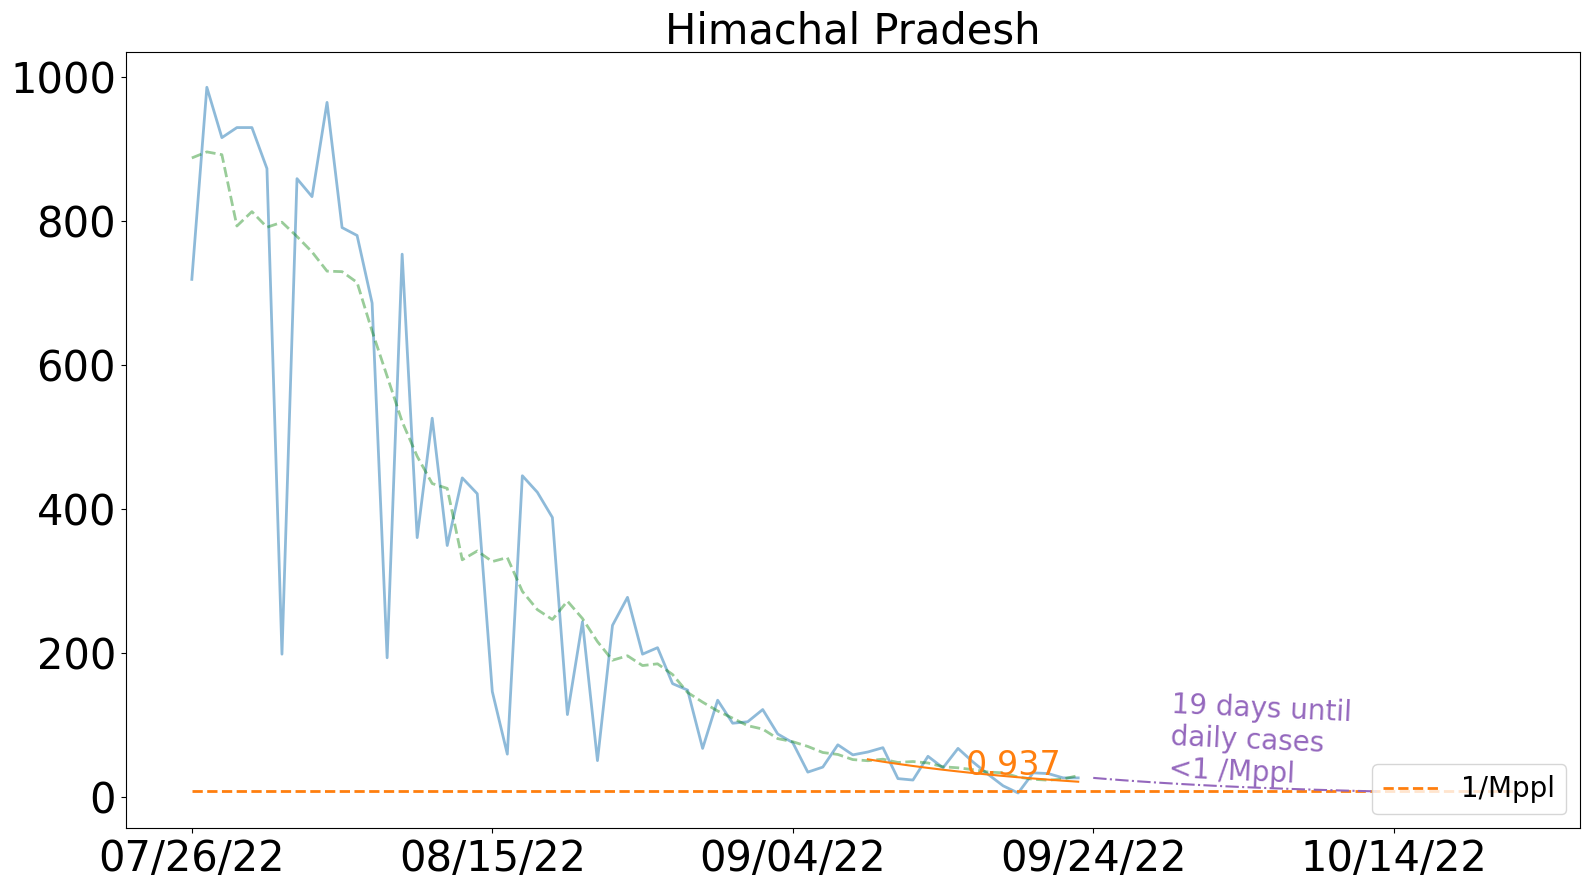 Himachal Pradesh
1000
800
600
400
200
0
0.937
19 days until
daily cases
<1 /Mppl
1/Mppl
07/26/22
08/15/22
09/04/22
09/24/22
10/14/22